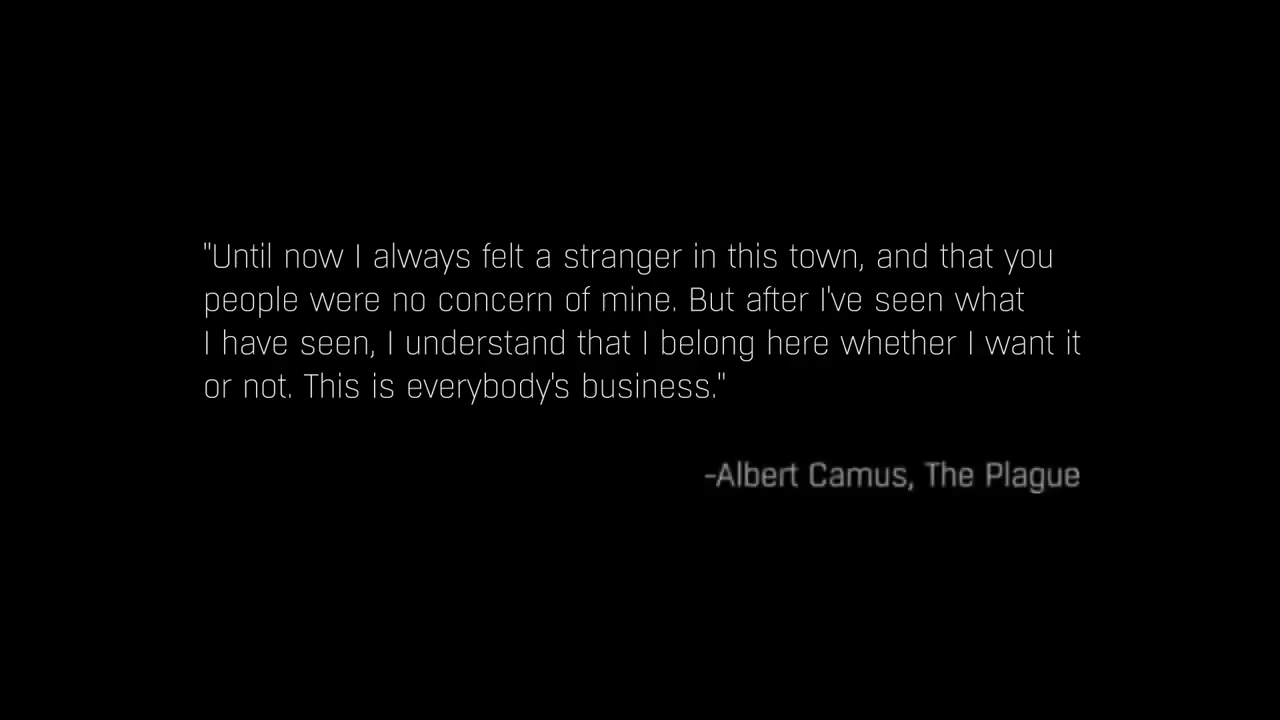 "Until now I always felt a stranger in this town, and that you
people were no concern of mine. But after I've seen what
I have seen, I understand that I belong here whether I want it
or not. This is everybody's business."
-Albert Camus, The Plague